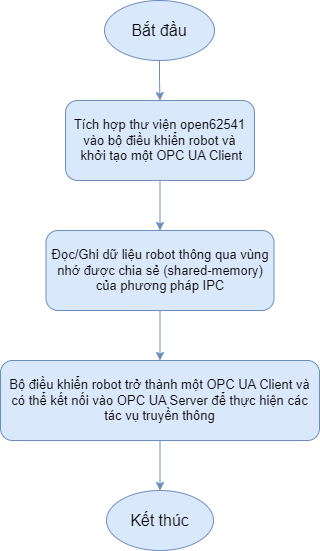 Bắt đầu
Tích hợp thư viện open62541
vào bộ điều khiển robot và
khởi tạo một OPC UA Client
Đọc/Ghi dữ liệu robot thông qua vùng
nhớ được chia sẻ (shared-memory)
của phương pháp IPC
Bộ điều khiển robot trở thành một OPC UA Client và
có thể kết nối vào OPC UA Server để thực hiện các
tác vụ truyền thông
Kết thúc